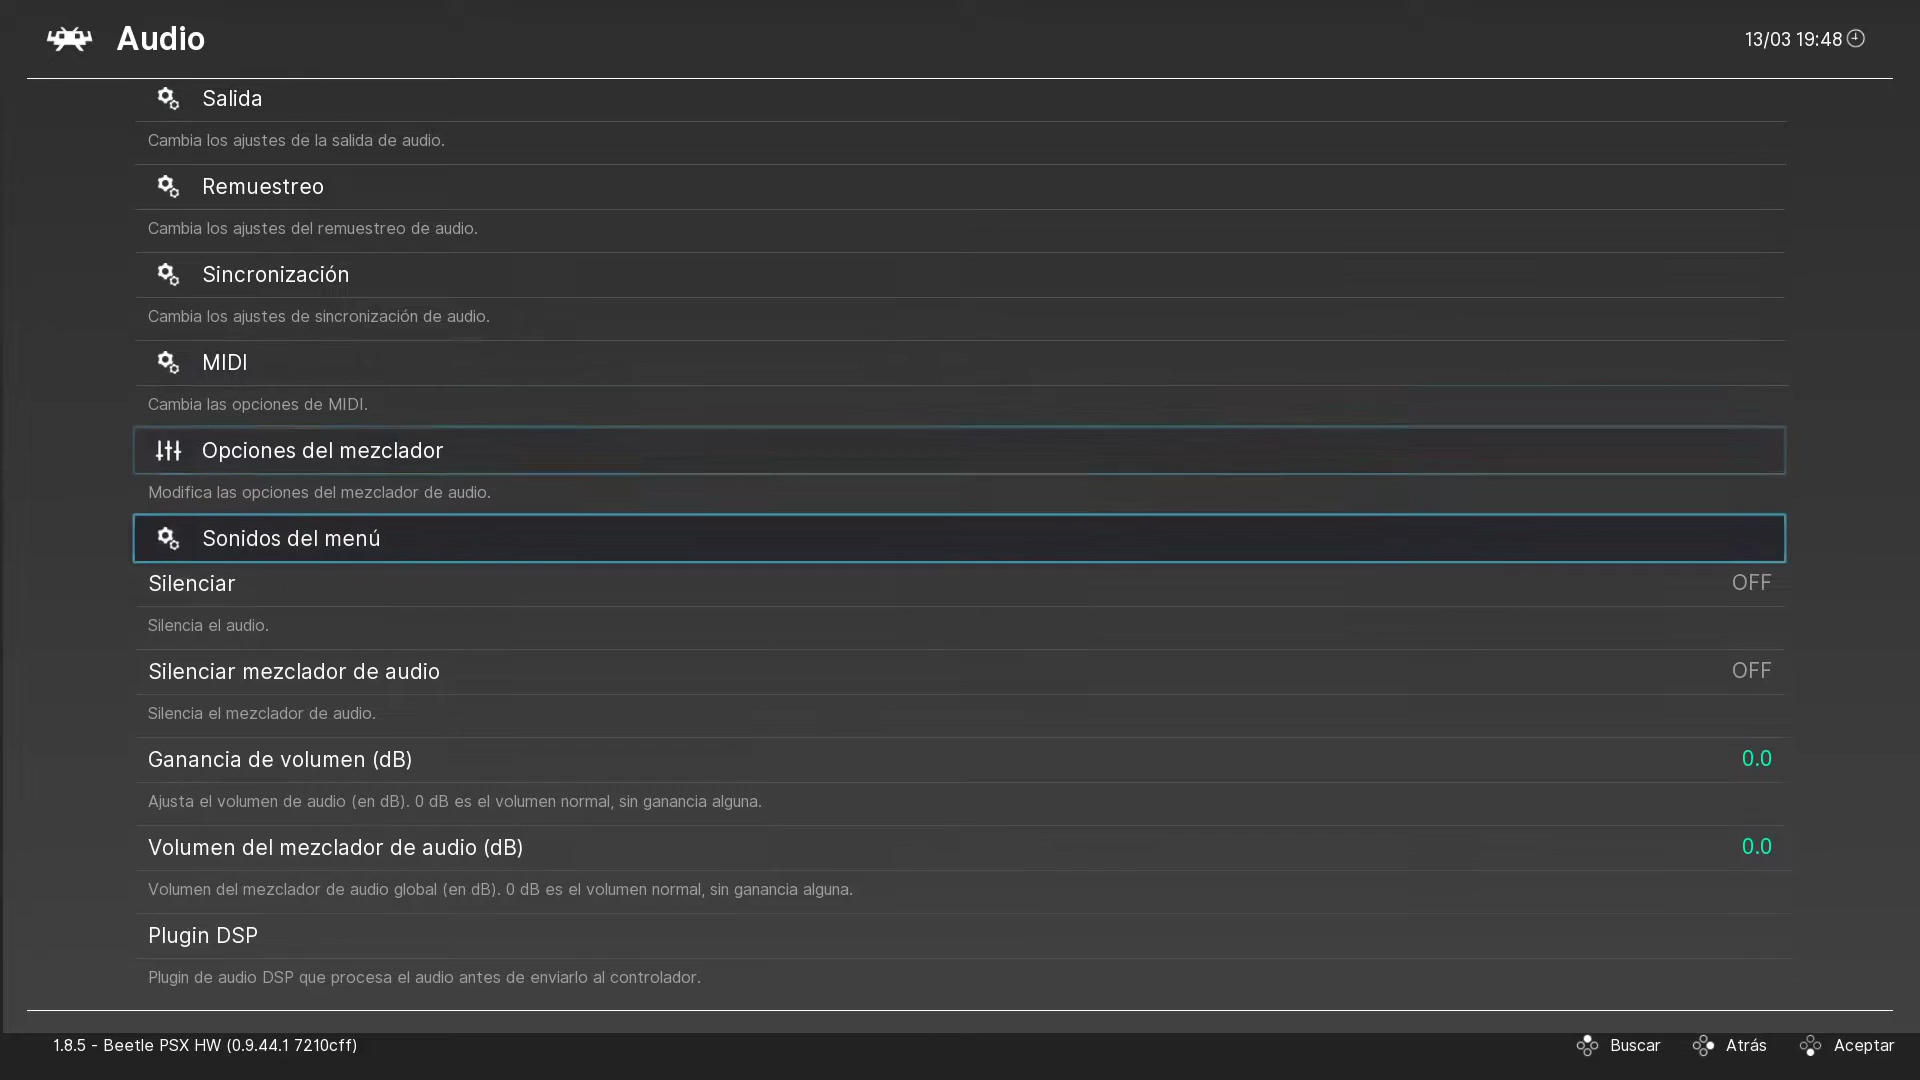 Audio
13/03 19:48
Salida
Cambia los ajustes de la salida de audio.
Remuestreo
Cambia los ajustes del remuestreo de audio.
Sincronización
Cambia los ajustes de sincronización de audio.
MIDI
Cambia las opciones de MIDI.
Opciones del mezclador
Modifica las opciones del mezclador de audio.
Sonidos del menú
Silenciar OFF
Silencia el audio.
Silenciar mezclador de audio OFF
Silencia el mezclador de audio.
Ganancia de volumen (dB) 0.0
Ajusta el volumen de audio (en dB). 0 dB es el volumen normal, sin ganancia alguna.
Volumen del mezclador de audio (dB) 0.0
Volumen del mezclador de audio global (en dB). 0 dB es el volumen normal, sin ganancia alguna.
Plugin DSP
Plugin de audio DSP que procesa el audio antes de enviarlo al controlador.
1.8.5 - Beetle PSX HW (0.9.44.1 7210cff)
Buscar Atrás Aceptar